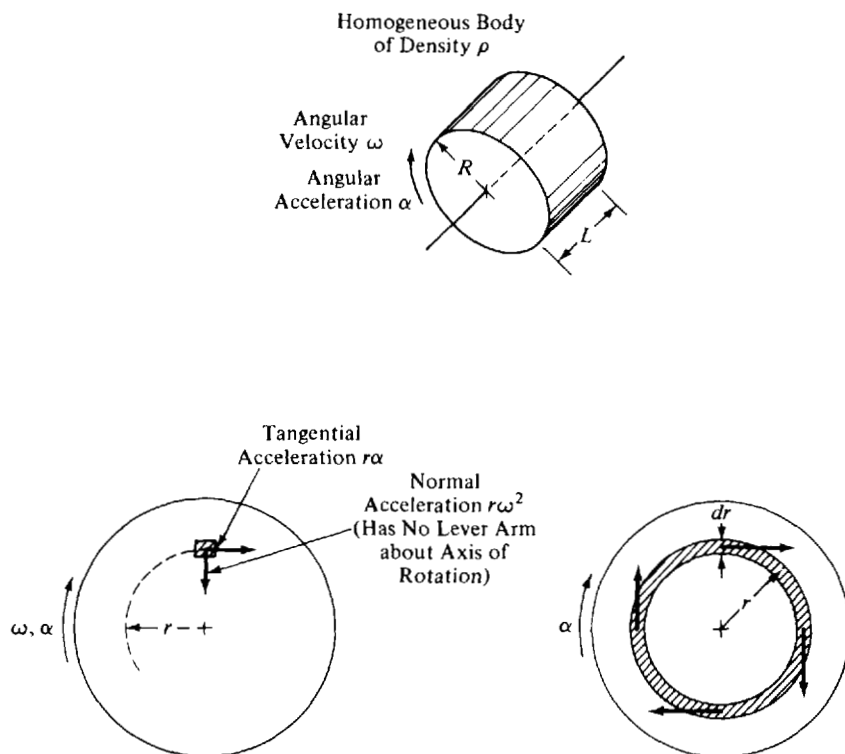 Homogeneous Body
of Density ρ
Angular
Velocity ω
Angular
Acceleration α
R
L
Tangential
Acceleration rα
Normal
Acceleration rω²
(Has No Lever Arm
about Axis of
Rotation)
ω, α
r
dr
r
α